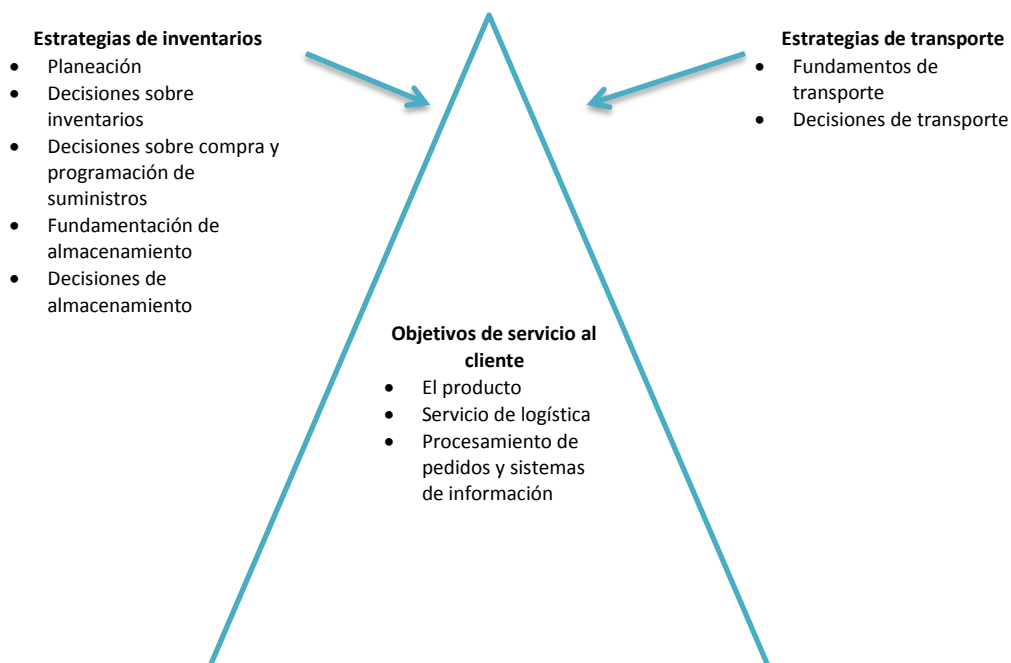 Estrategias de inventarios
• Planeación
• Decisiones sobre
inventarios
• Decisiones sobre compra y
programación de
suministros
• Fundamentación de
almacenamiento
• Decisiones de
almacenamiento
Estrategias de transporte
• Fundamentos de
transporte
• Decisiones de transporte
Objetivos de servicio al
cliente
• El producto
• Servicio de logística
• Procesamiento de
pedidos y sistemas
de información